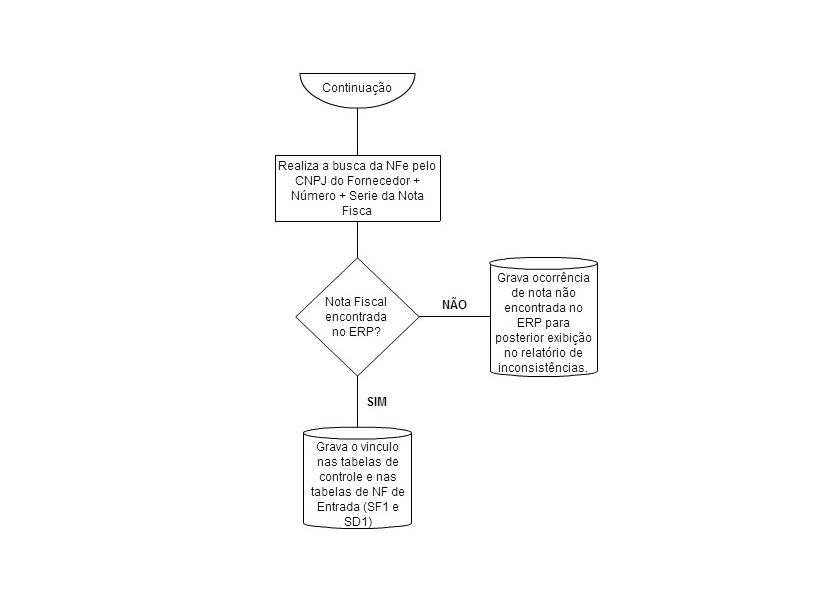 Continuação
Realiza a busca da NFe pelo
CNPJ do Fornecedor +
Número + Serie da Nota
Fisca
Nota Fiscal
encontrada
no ERP?
NÃO
Grava ocorrência
de nota não
encontrada no
ERP para
posterior exibição
no relatório de
inconsistências.
SIM
Grava o vinculo
nas tabelas de
controle e nas
tabelas de NF de
Entrada (SF1 e
SD1)